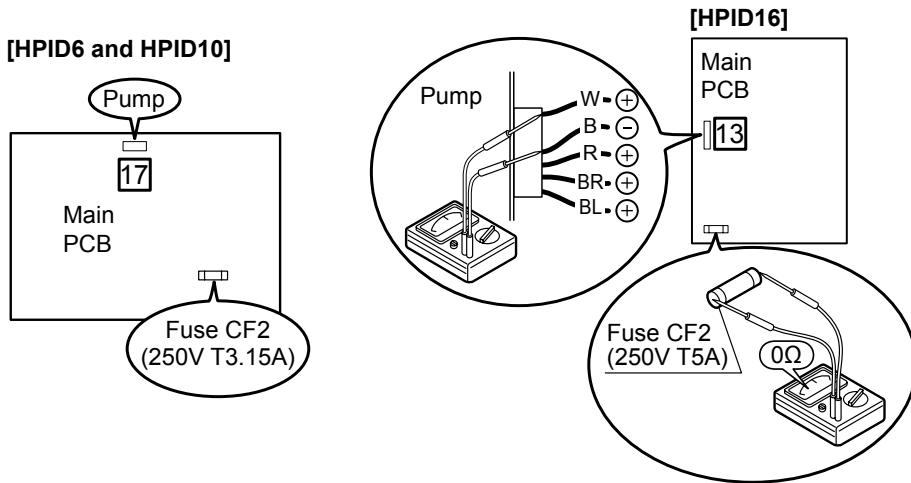 [HPID6 and HPID10]
Pump
17
Main
PCB
Fuse CF2
(250V T3.15A)
[HPID16]
Main
PCB
13
Pump
W +
B -
R +
BR +
BL +
Fuse CF2
(250V T5A)
0Ω